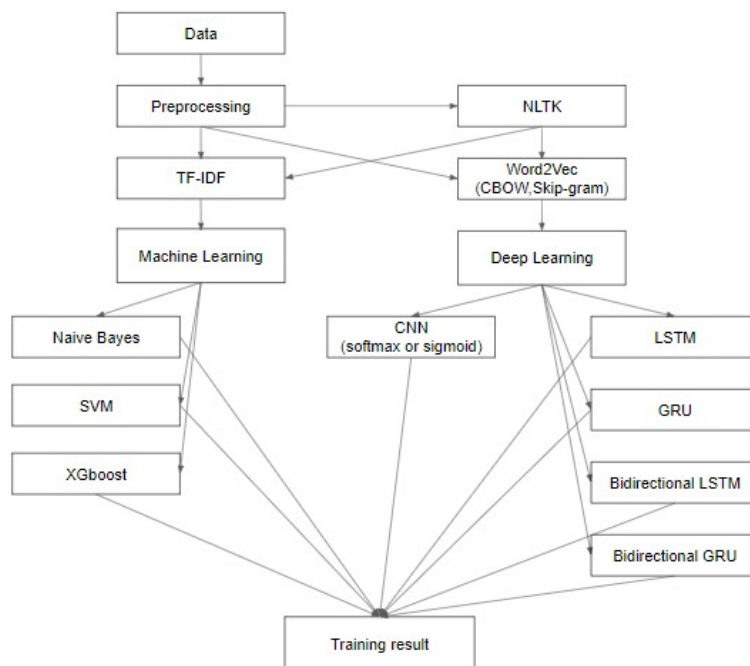 Data
Preprocessing
NLTK
TF-IDF
Word2Vec
(CBOW,Skip-gram)
Machine Learning
Deep Learning
Naive Bayes
CNN
(softmax or sigmoid)
LSTM
SVM
GRU
XGboost
Bidirectional LSTM
Bidirectional GRU
Training result